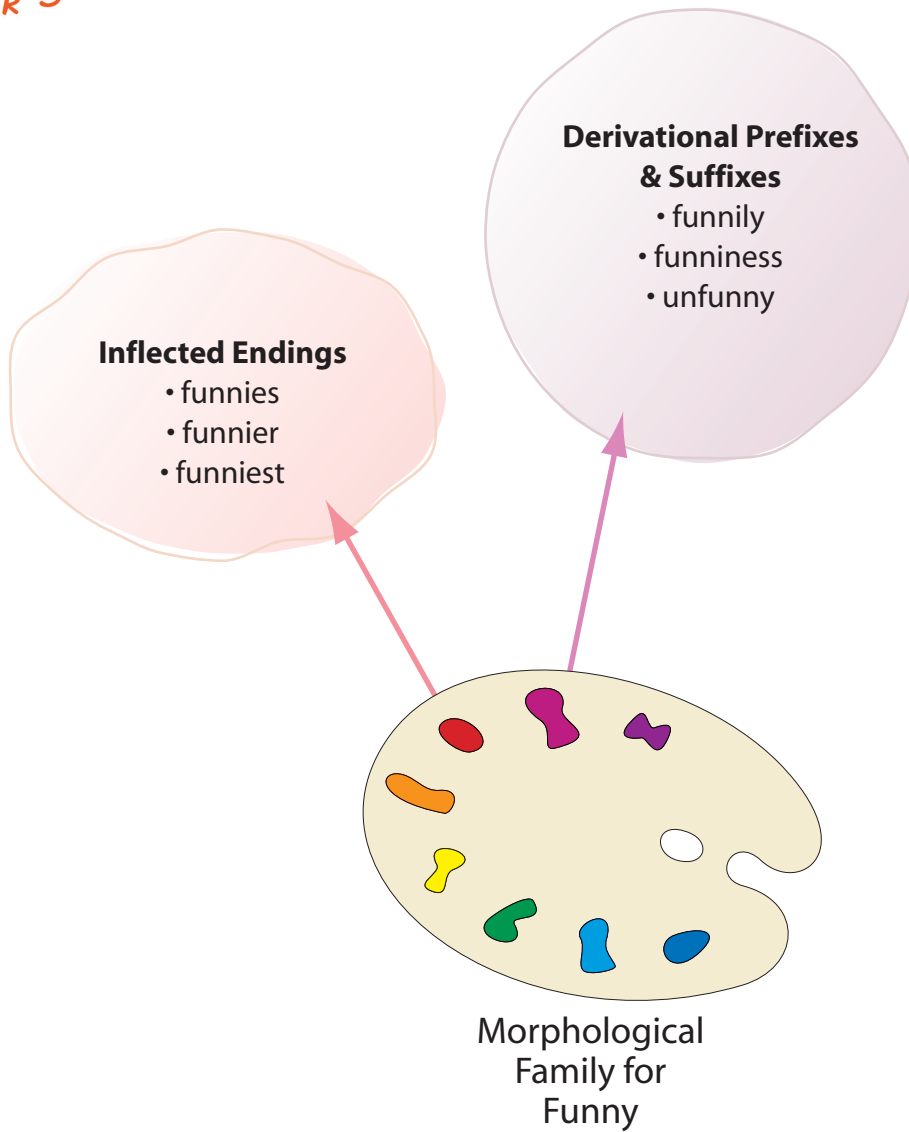 Inflected Endings
• funnies
• funnier
• funniest
Derivational Prefixes
& Suffixes
• funnily
• funniness
• unfunny
Morphological
Family for
Funny